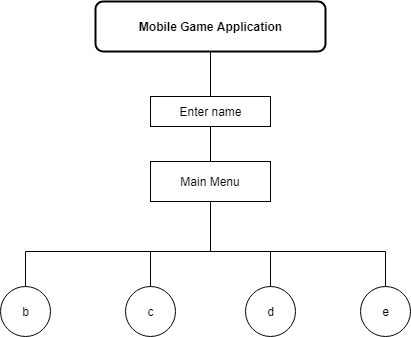 Mobile Game Application
Enter name
Main Menu
b
c
d
e